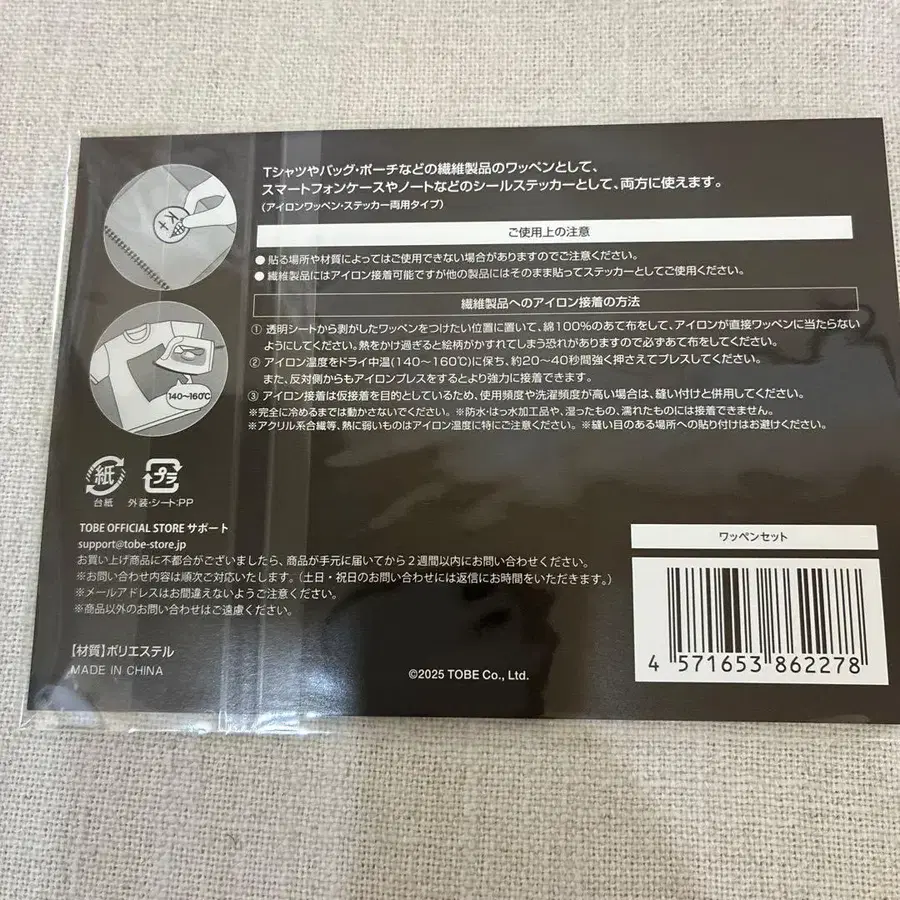 Tシャツやバッグ・ポーチなどの繊維製品のワッペンとして、
スマートフォンケースやノートなどのシールステッカーとして、両方に使えます。
(アイロンワッペン・ステッカー両用タイプ)
ご使用上の注意
● 貼る場所や材質によってはご使用できない場合がありますのでご注意ください。
● 繊維製品にはアイロン接着可能ですが他の製品にはそのまま貼ってステッカーとしてご使用ください。
繊維製品へのアイロン接着の方法
① 透明シートから剥がしたワッペンをつけたい位置に置いて、綿100%のあて布をして、アイロンが直接ワッペンに当たらない
ようにしてください。熱をかけ過ぎると絵柄がかすれてしまう恐れがありますので必ずあて布をしてください。
② アイロン温度をドライ中温(140〜160℃)に保ち、約20〜40秒間強く押さえてプレスしてください。
また、反対側からもアイロンプレスをするとより強力に接着できます。
③ アイロン接着は仮接着を目的としているため、使用頻度や洗濯頻度が高い場合は、縫い付けと併用してください。
※完全に冷めるまでは動かさないでください。 ※防水・はっ水加工品や、湿ったもの、濡れたものには接着できません。
※アクリル系合繊等、熱に弱いものはアイロン温度に特にご注意ください。 ※縫い目のある場所への貼り付けはお避けください。
140〜160℃
紙
台紙
プラ
外装・シート:PP
TOBE OFFICIAL STORE サポート
support@tobe-store.jp
お買い上げ商品に不都合がございましたら、商品が手元に届いてから2週間以内にお問い合わせください。
※お問い合わせ内容は順次ご対応いたします。(土日・祝日のお問い合わせには返信にお時間をいただきます。)
※メールアドレスはお間違えないようご注意ください。
※商品以外のお問い合わせはご遠慮ください。
【材質】ポリエステル
MADE IN CHINA
©2025 TOBE Co., Ltd.
ワッペンセット
4 571653 862278